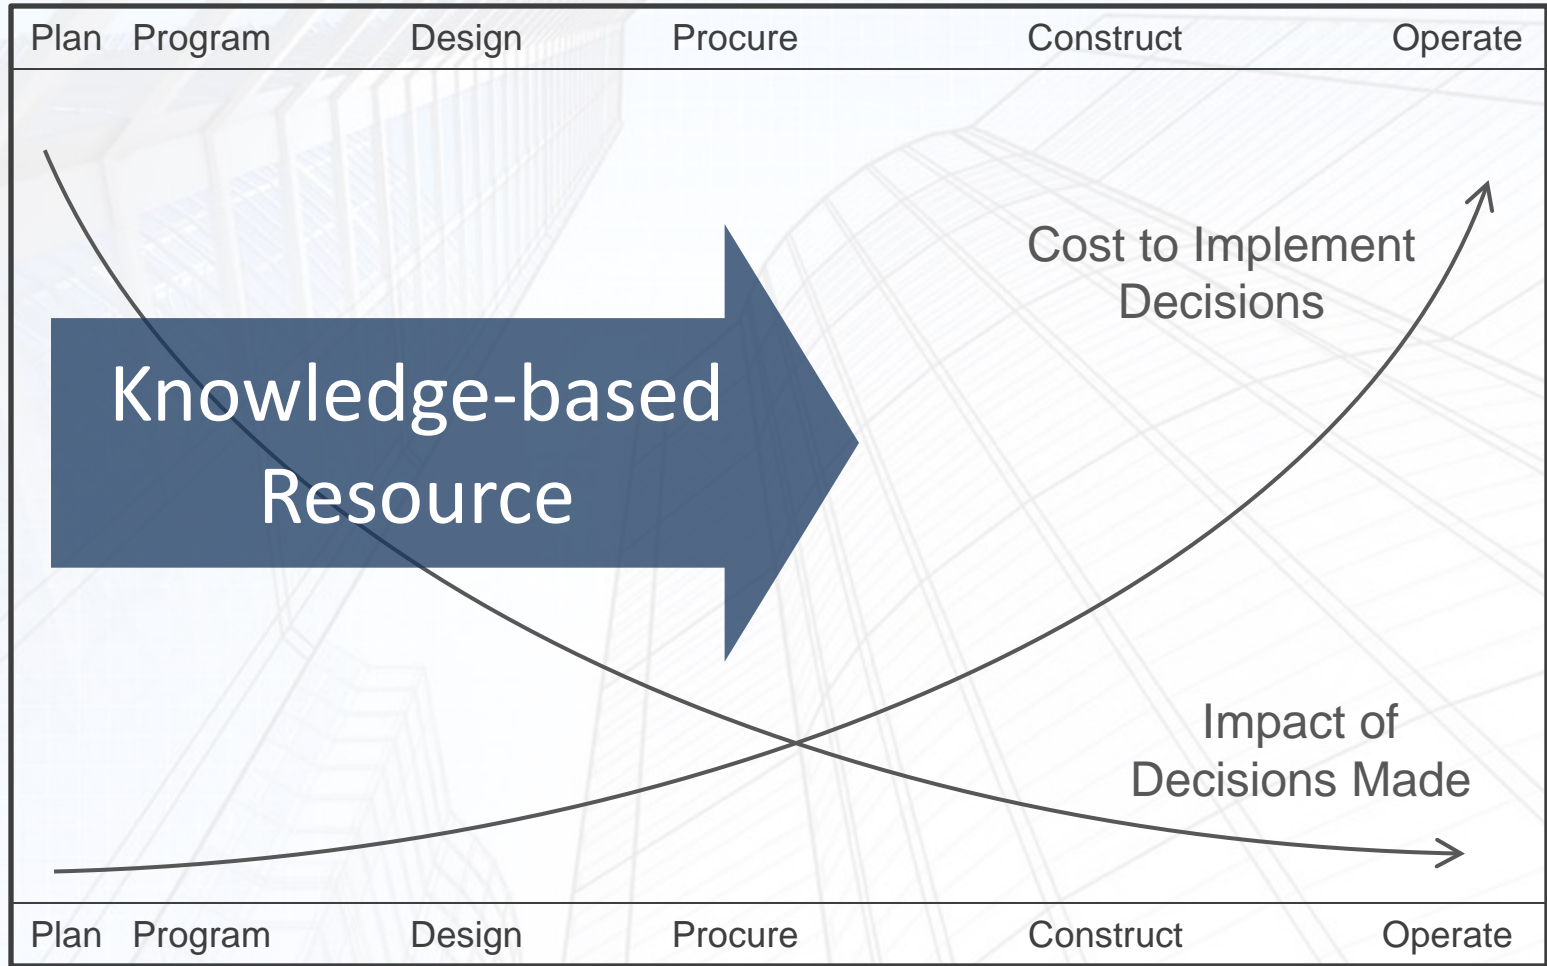 Plan Program Design Procure Construct Operate
Cost to Implement
Decisions
Knowledge-based
Resource
Impact of
Decisions Made
Plan Program Design Procure Construct Operate